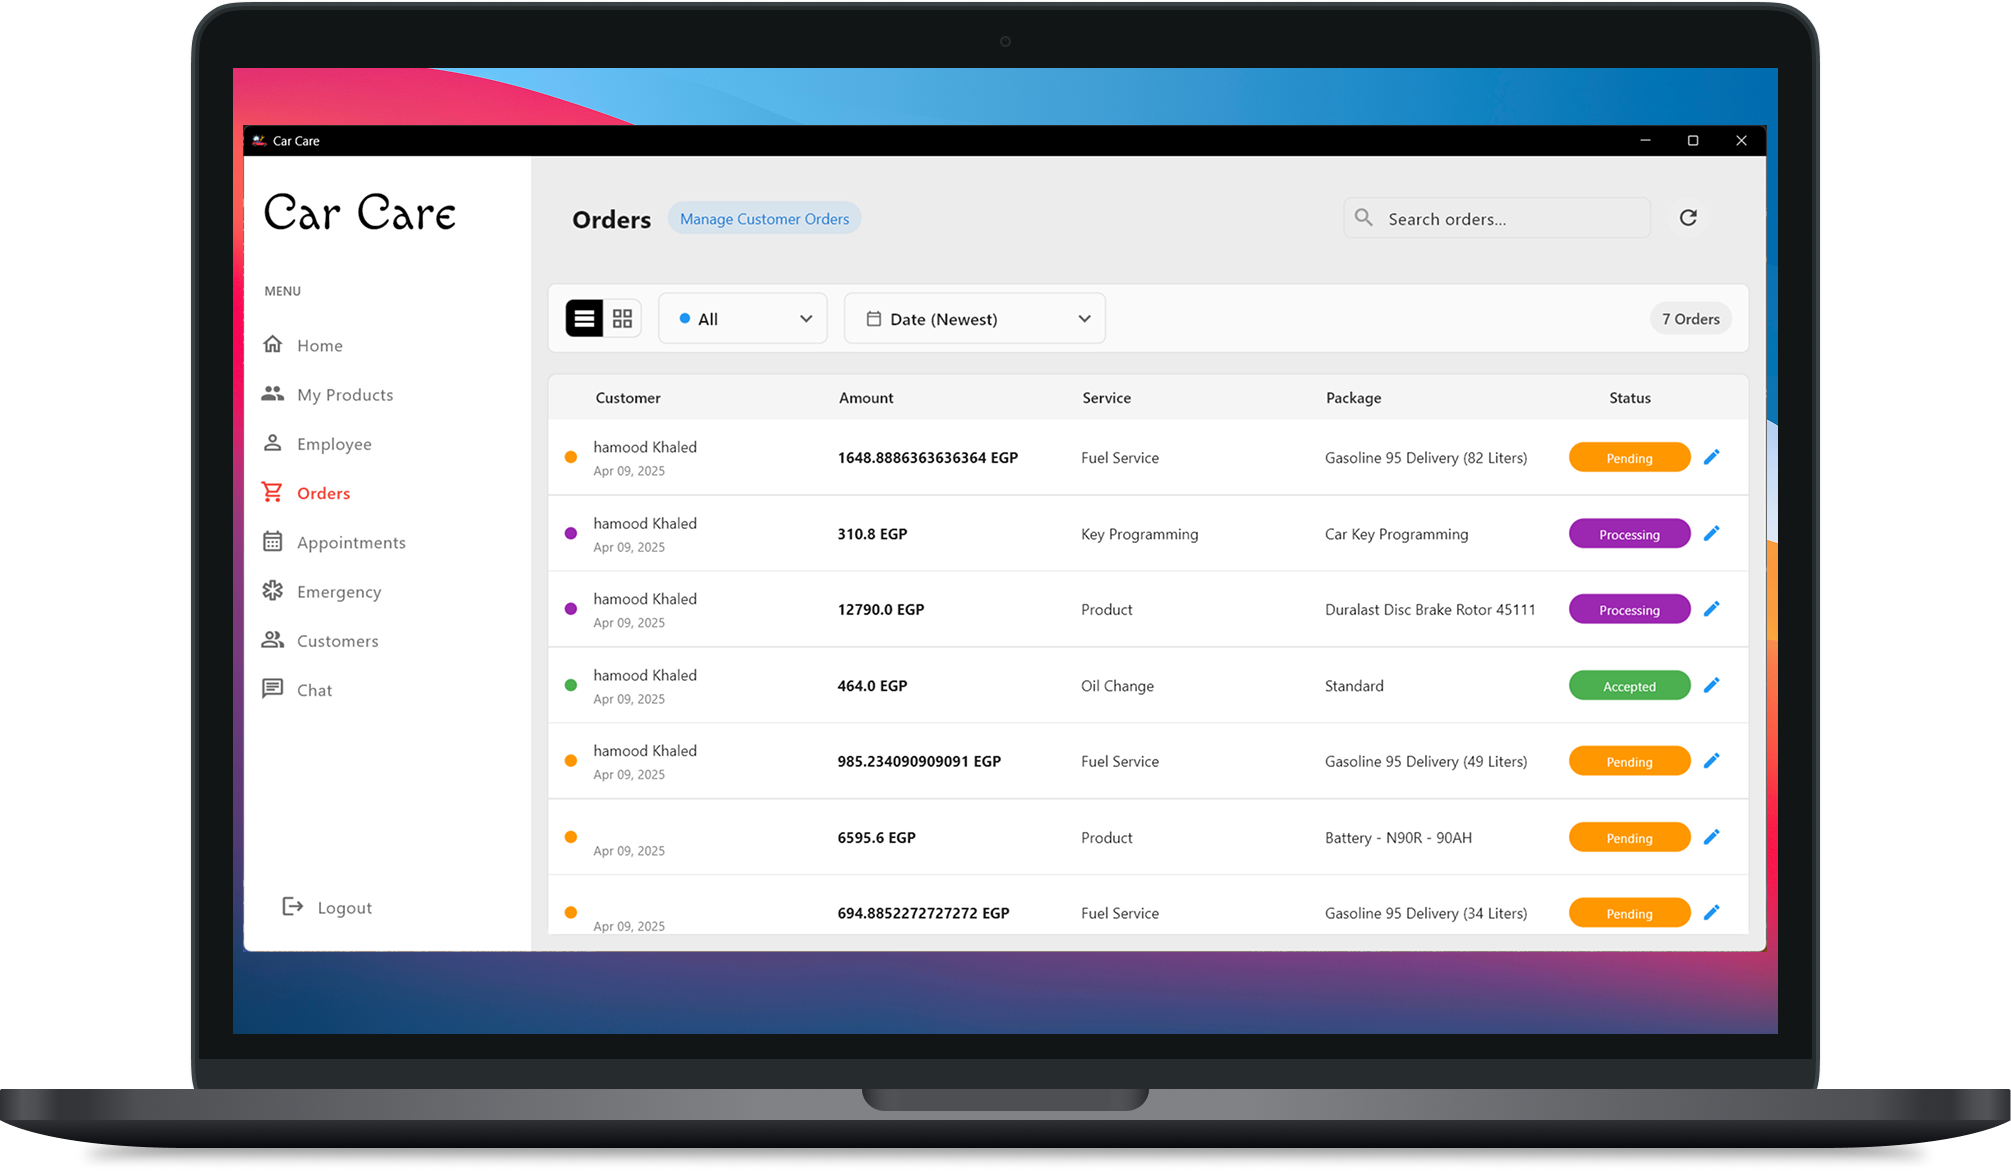 Car Care
Car Care
MENU
Home
My Products
Employee
Orders
Appointments
Emergency
Customers
Chat
Logout
Orders Manage Customer Orders Search orders...
All Date (Newest) 7 Orders
Customer Amount Service Package Status
hamood Khaled
Apr 09, 2025
1648.8886363636364 EGP Fuel Service Gasoline 95 Delivery (82 Liters) Pending
hamood Khaled
Apr 09, 2025
310.8 EGP Key Programming Car Key Programming Processing
hamood Khaled
Apr 09, 2025
12790.0 EGP Product Duralast Disc Brake Rotor 45111 Processing
hamood Khaled
Apr 09, 2025
464.0 EGP Oil Change Standard Accepted
hamood Khaled
Apr 09, 2025
985.234090909091 EGP Fuel Service Gasoline 95 Delivery (49 Liters) Pending
Apr 09, 2025
6595.6 EGP Product Battery - N90R - 90AH Pending
Apr 09, 2025
694.8852272727272 EGP Fuel Service Gasoline 95 Delivery (34 Liters) Pending